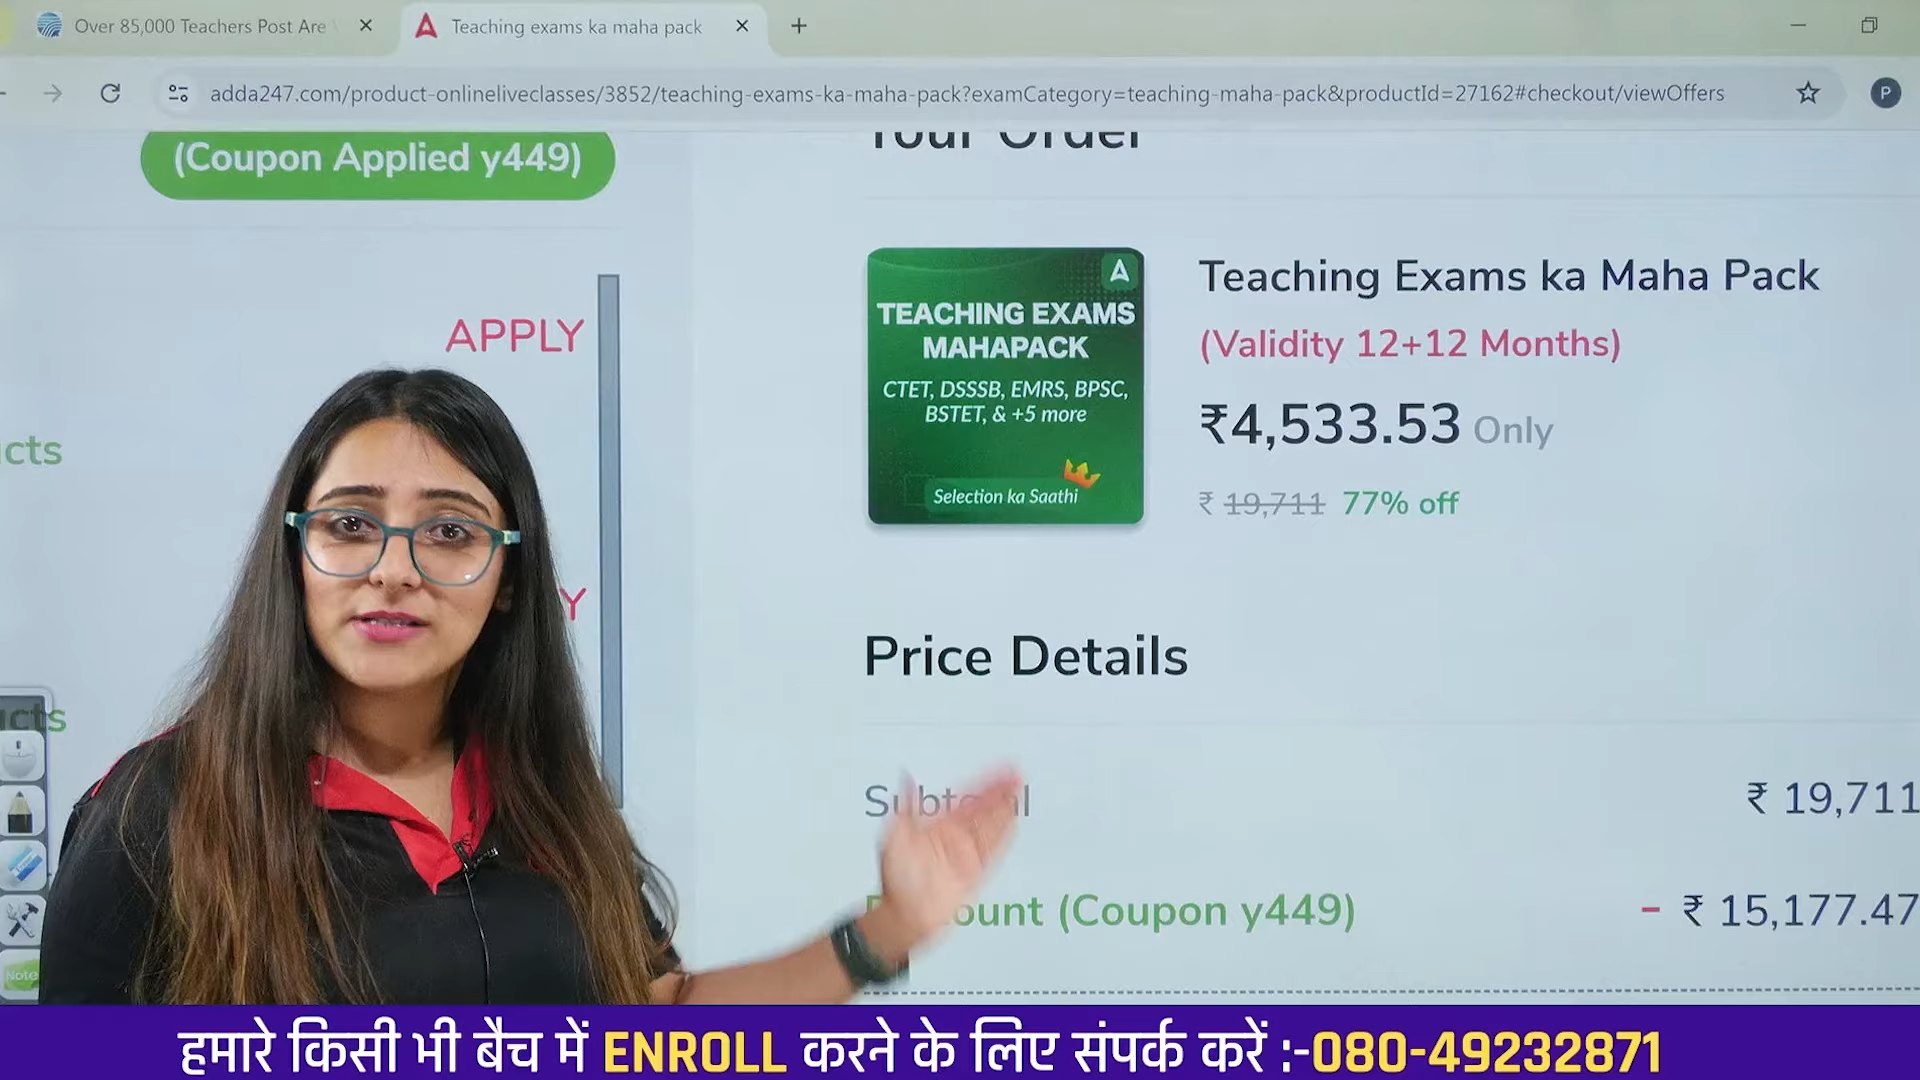 Over 85,000 Teachers Post Are
Teaching exams ka maha pack
adda247.com/product-onlineliveclasses/3852/teaching-exams-ka-maha-pack?examCategory=teaching-maha-pack&productId=27162#checkout/viewOffers
P
(Coupon Applied y449)
APPLY
Your Order
TEACHING EXAMS
MAHAPACK
CTET, DSSSB, EMRS, BPSC,
BSTET, & +5 more
Selection ka Saathi
Teaching Exams ka Maha Pack
(Validity 12+12 Months)
₹4,533.53 Only
₹ 19,711 77% off
Price Details
Subtotal ₹ 19,711
(Coupon y449) - ₹ 15,177.47
Note
हमारे किसी भी बैच में ENROLL करने के लिए संपर्क करें :-080-49232871